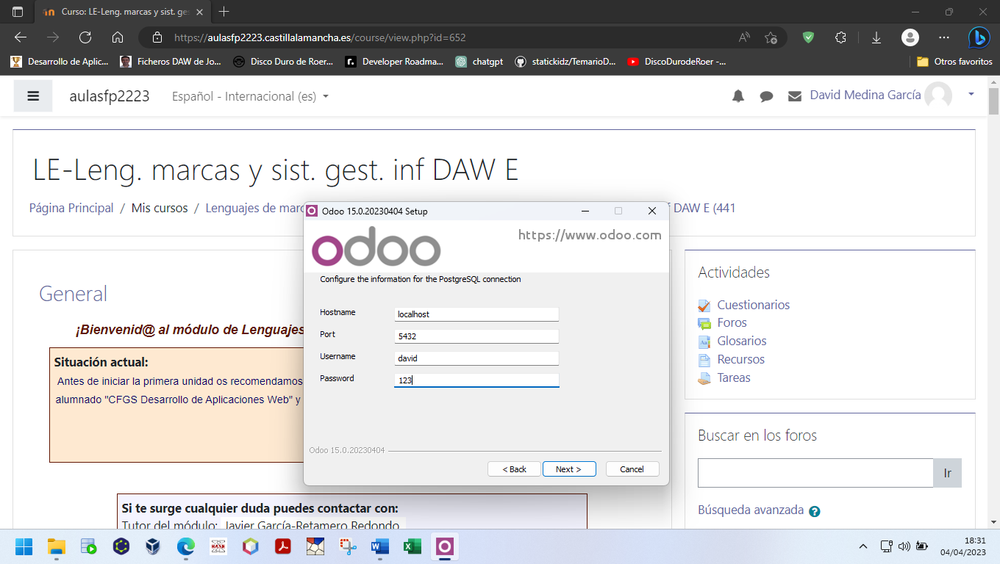 Curso: LE-Leng. marcas y sist. ge
https://aulasfp2223.castillalamancha.es/course/view.php?id=652
Desarrollo de Aplic...
Ficheros DAW de Jo...
Disco Duro de Roer...
Developer Roadma...
chatgpt
statickidz/TemarioD...
DiscoDurodeRoer -...
Otros favoritos
aulasfp2223
Español - Internacional (es)
David Medina García
LE-Leng. marcas y sist. gest. inf DAW E
Página Principal / Mis cursos / Lenguajes de marc
f DAW E (441
Odoo 15.0.20230404 Setup
odoo
https://www.odoo.com
Configure the information for the PostgreSQL connection
Hostname
localhost
Port
5432
Username
david
Password
123
Odoo 15.0.20230404
< Back
Next >
Cancel
General
¡Bienvenid@ al módulo de Lenguajes
Situación actual:
Antes de iniciar la primera unidad os recomendamos
alumnado "CFGS Desarrollo de Aplicaciones Web" y
Si te surge cualquier duda puedes contactar con:
Tutor del módulo: Javier García-Retamero Redondo
Actividades
Cuestionarios
Foros
Glosarios
Recursos
Tareas
Buscar en los foros
Ir
Búsqueda avanzada
18:31
04/04/2023